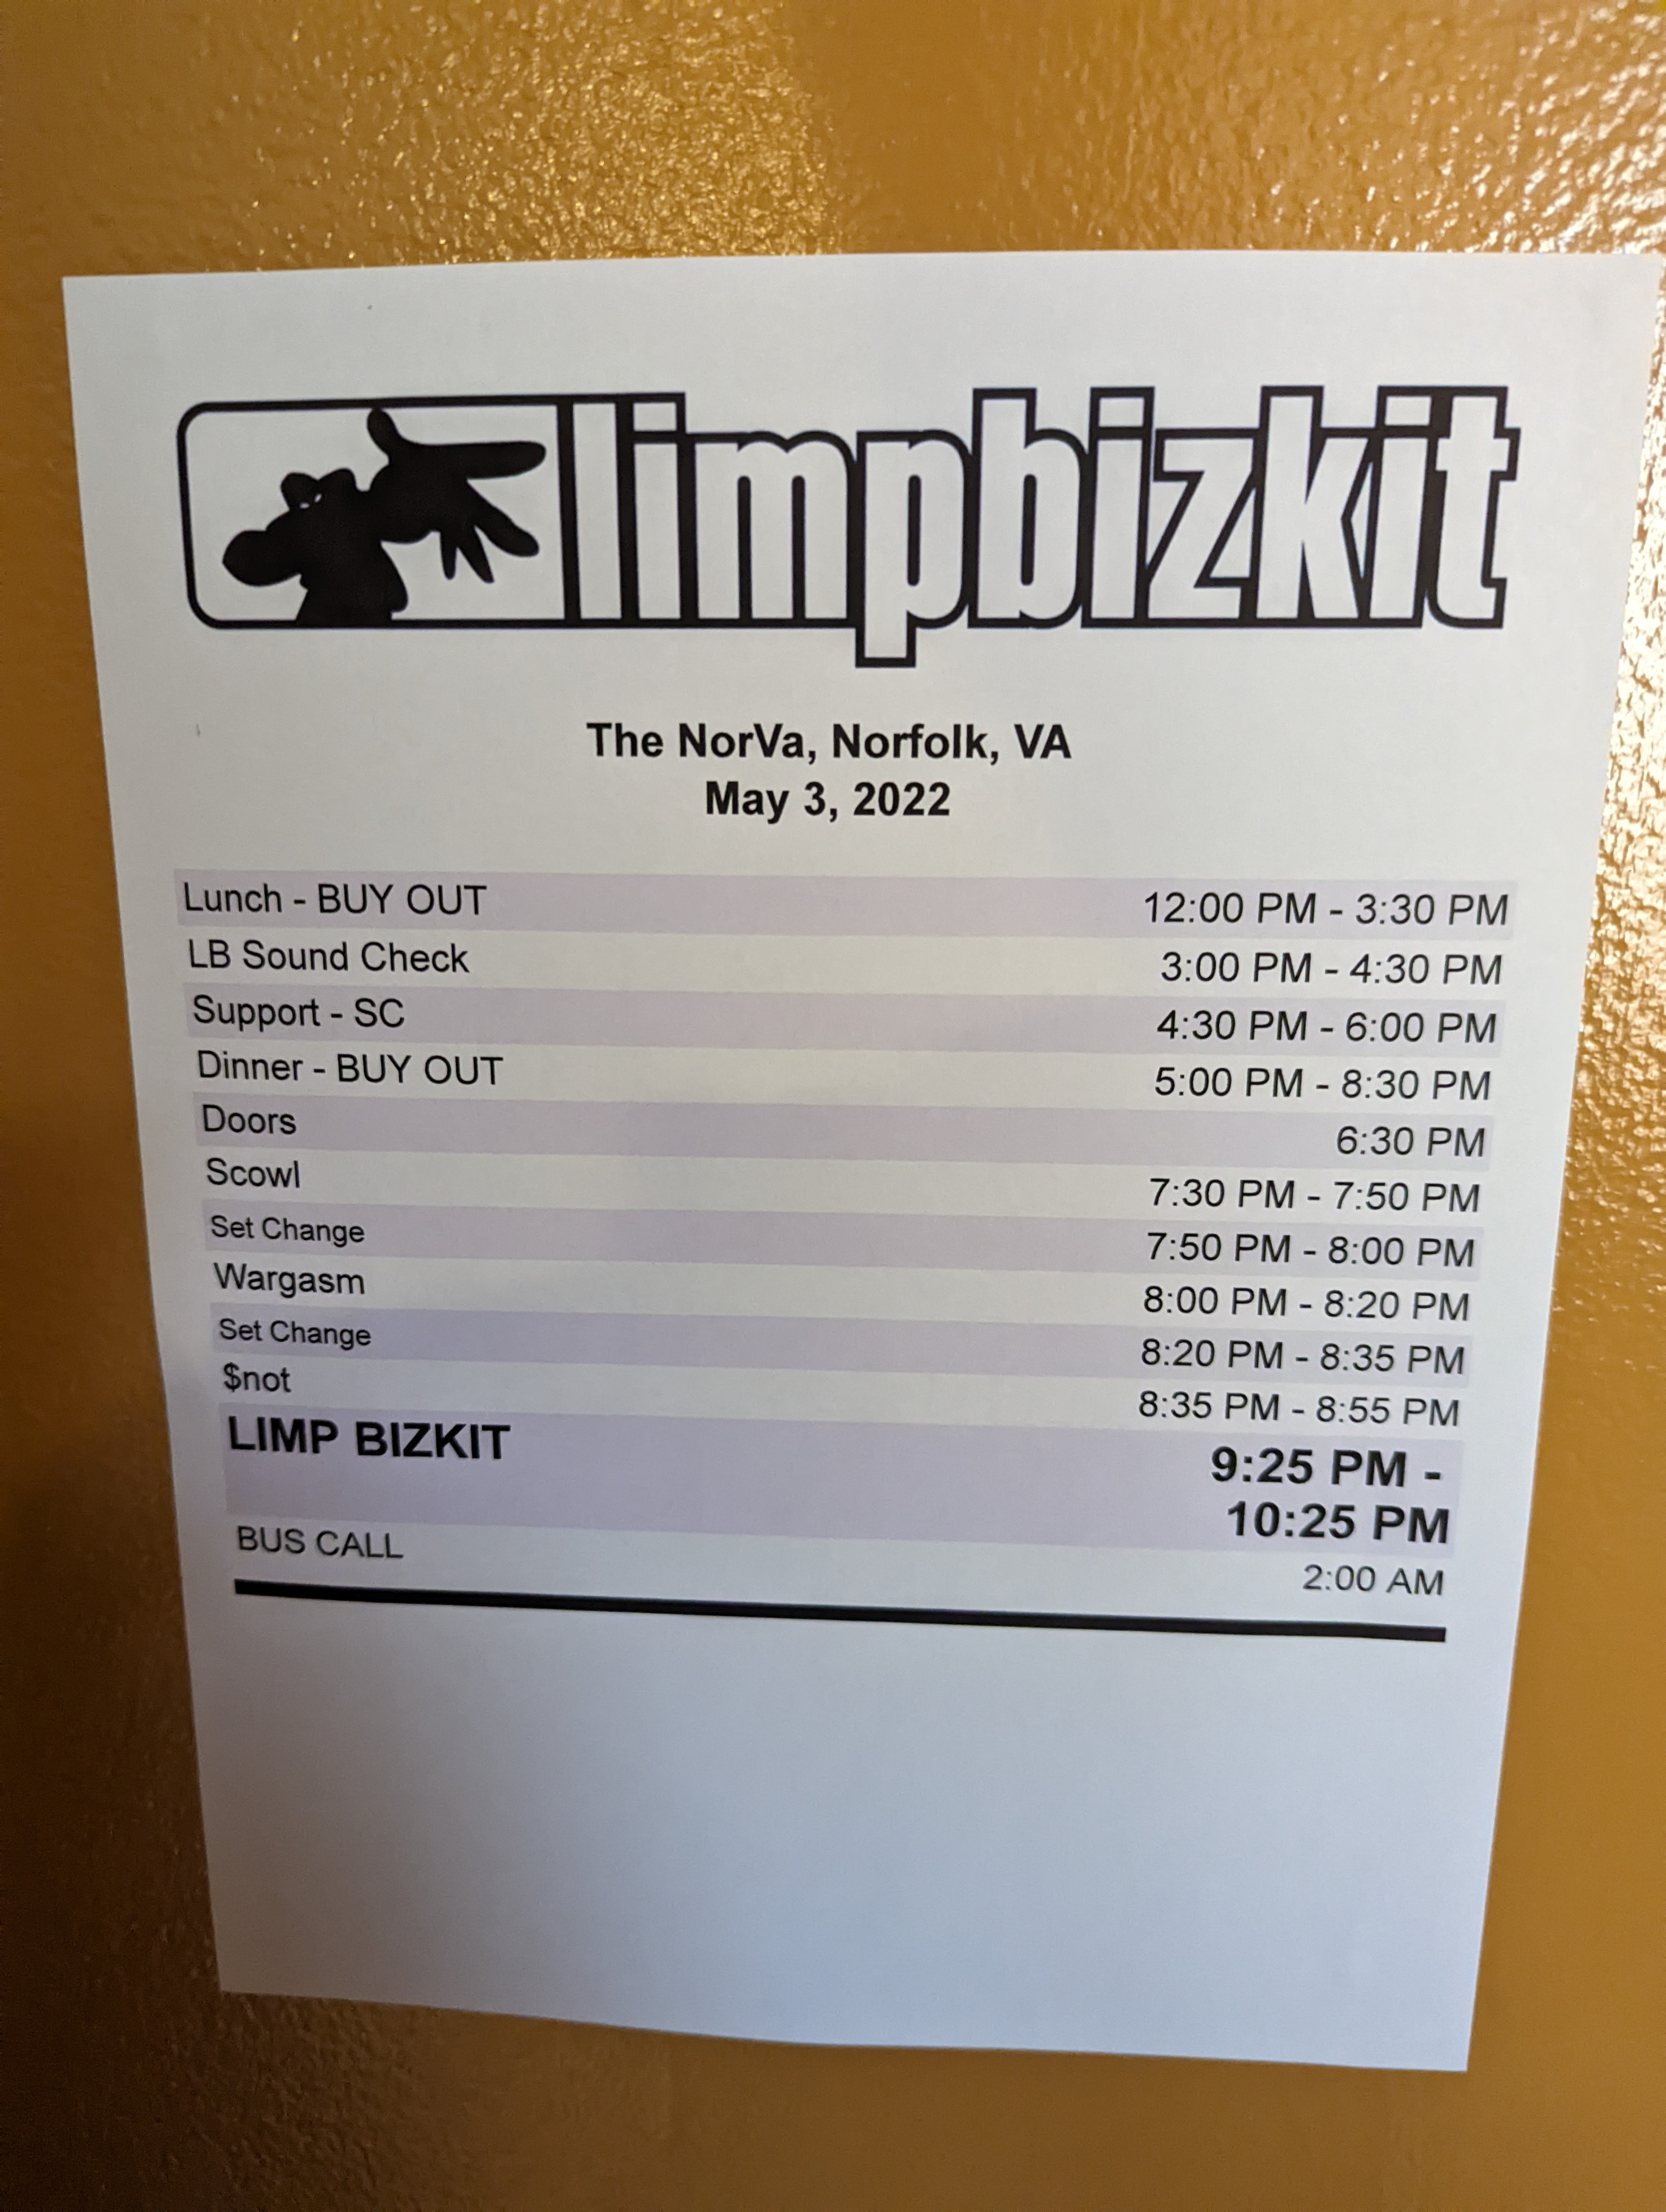 limpbizkit
The NorVa, Norfolk, VA
May 3, 2022
Lunch - BUY OUT 12:00 PM - 3:30 PM
LB Sound Check 3:00 PM - 4:30 PM
Support - SC 4:30 PM - 6:00 PM
Dinner - BUY OUT 5:00 PM - 8:30 PM
Doors 6:30 PM
Scowl 7:30 PM - 7:50 PM
Set Change 7:50 PM - 8:00 PM
Wargasm 8:00 PM - 8:20 PM
Set Change 8:20 PM - 8:35 PM
$not 8:35 PM - 8:55 PM
LIMP BIZKIT 9:25 PM -
10:25 PM
BUS CALL 2:00 AM